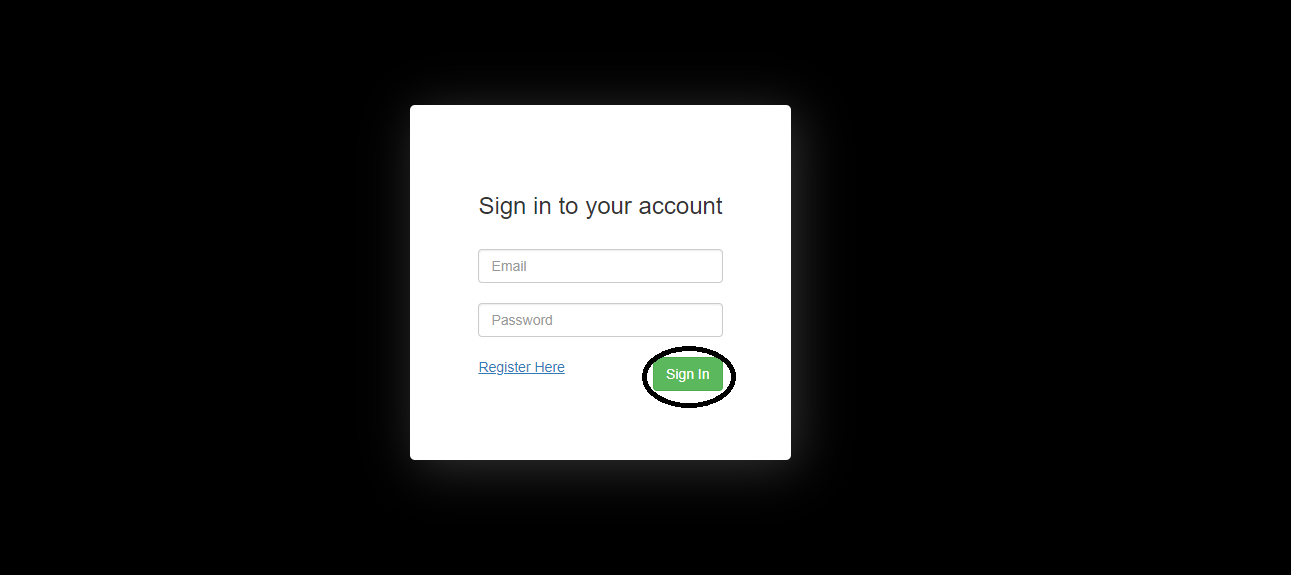 Sign in to your account
Email
Password
Register Here
Sign In